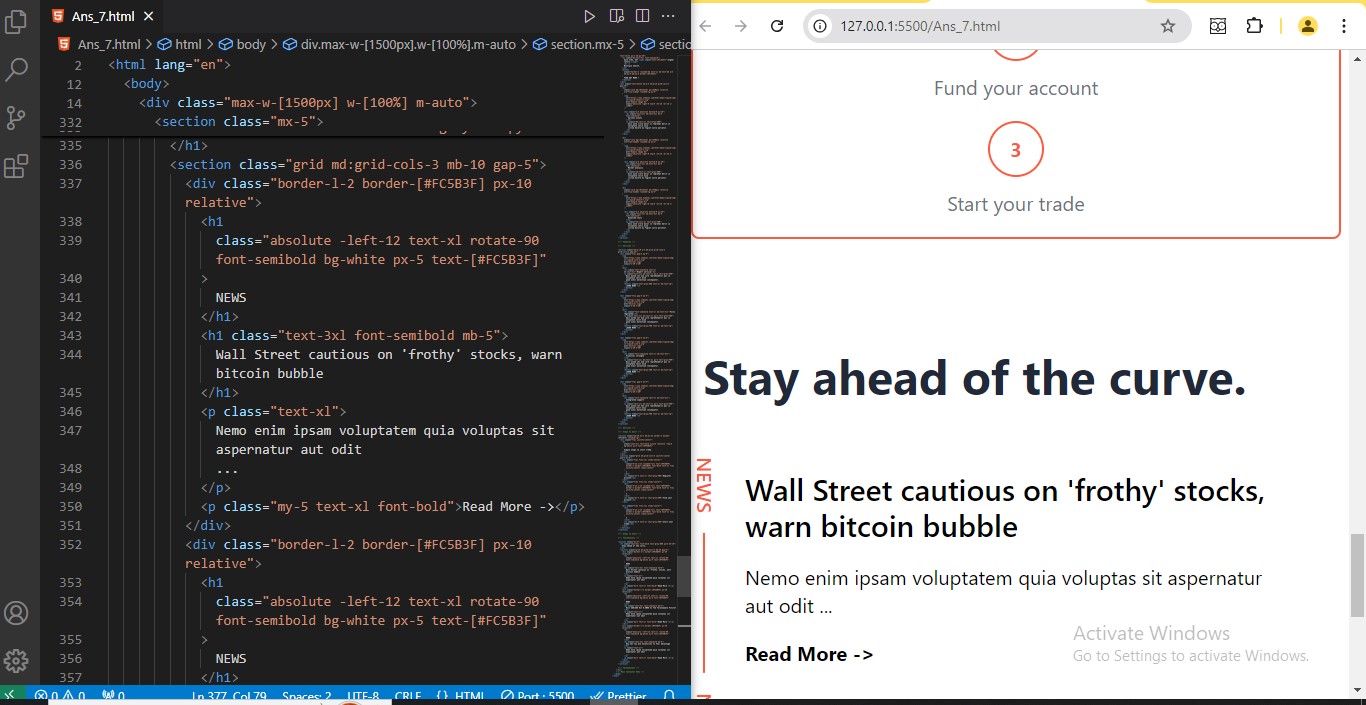 Ans_7.html
Ans_7.html > html > body > div.max-w-[1500px].w-[100%].m-auto > section.mx-5 > sectio
2 <html lang="en">
12 <body>
14 <div class="max-w-[1500px] w-[100%] m-auto">
332 <section class="mx-5">
335 </h1>
336 <section class="grid md:grid-cols-3 mb-10 gap-5">
337 <div class="border-l-2 border-[#FC5B3F] px-10
relative">
338 <h1
339 class="absolute -left-12 text-xl rotate-90
font-semibold bg-white px-5 text-[#FC5B3F]"
340 >
341 NEWS
342 </h1>
343 <h1 class="text-3xl font-semibold mb-5">
344 Wall Street cautious on 'frothy' stocks, warn
bitcoin bubble
345 </h1>
346 <p class="text-xl">
347 Nemo enim ipsam voluptatem quia voluptas sit
aspernatur aut odit
348 ...
349 </p>
350 <p class="my-5 text-xl font-bold">Read More -></p>
351 </div>
352 <div class="border-l-2 border-[#FC5B3F] px-10
relative">
353 <h1
354 class="absolute -left-12 text-xl rotate-90
font-semibold bg-white px-5 text-[#FC5B3F]"
355 >
356 NEWS
357 </h1>
0 0 0 Ln 377, Col 79 Spaces: 2 UTF-8 CRLF {} HTML Port : 5500 Prettier
127.0.0.1:5500/Ans_7.html
Fund your account
3
Start your trade
Stay ahead of the curve.
NEWS
Wall Street cautious on 'frothy' stocks,
warn bitcoin bubble
Nemo enim ipsam voluptatem quia voluptas sit aspernatur
aut odit ...
Read More ->
Activate Windows
Go to Settings to activate Windows.